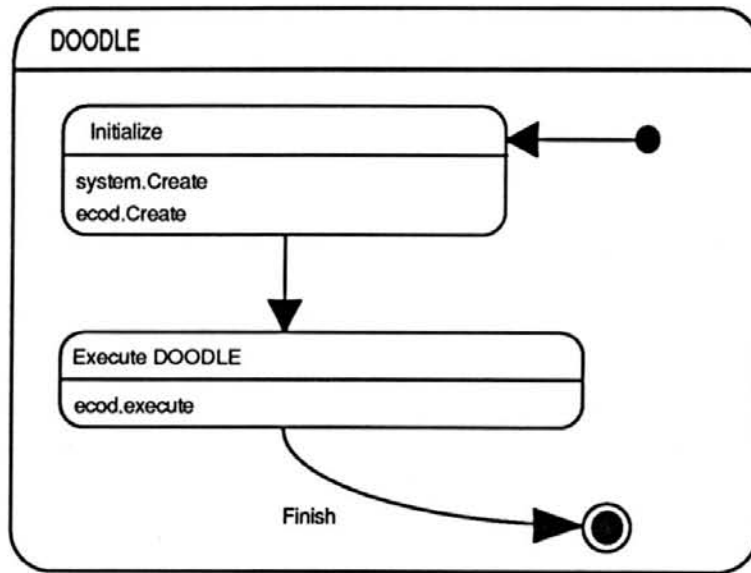 DOODLE
Initialize
system.Create
ecod.Create
Execute DOODLE
ecod.execute
Finish